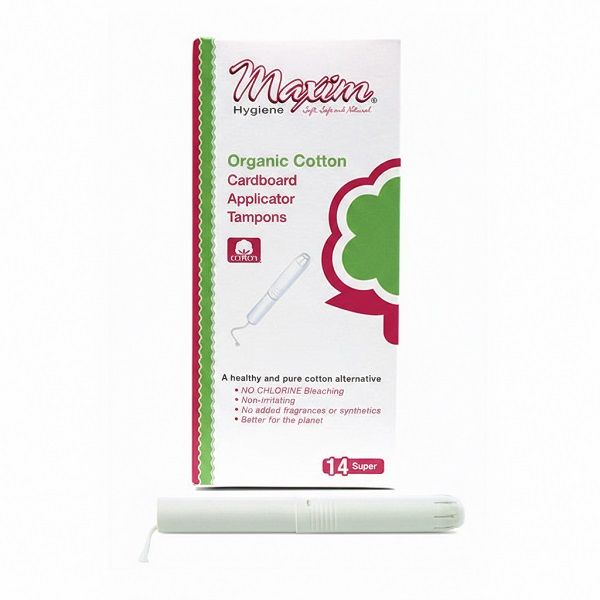 Maxim®
Hygiene Soft, Safe and Natural
Organic Cotton
Cardboard
Applicator
Tampons
COTTON
A healthy and pure cotton alternative
• NO CHLORINE Bleaching
• Non-irritating
• No added fragrances or synthetics
• Better for the planet
14 Super